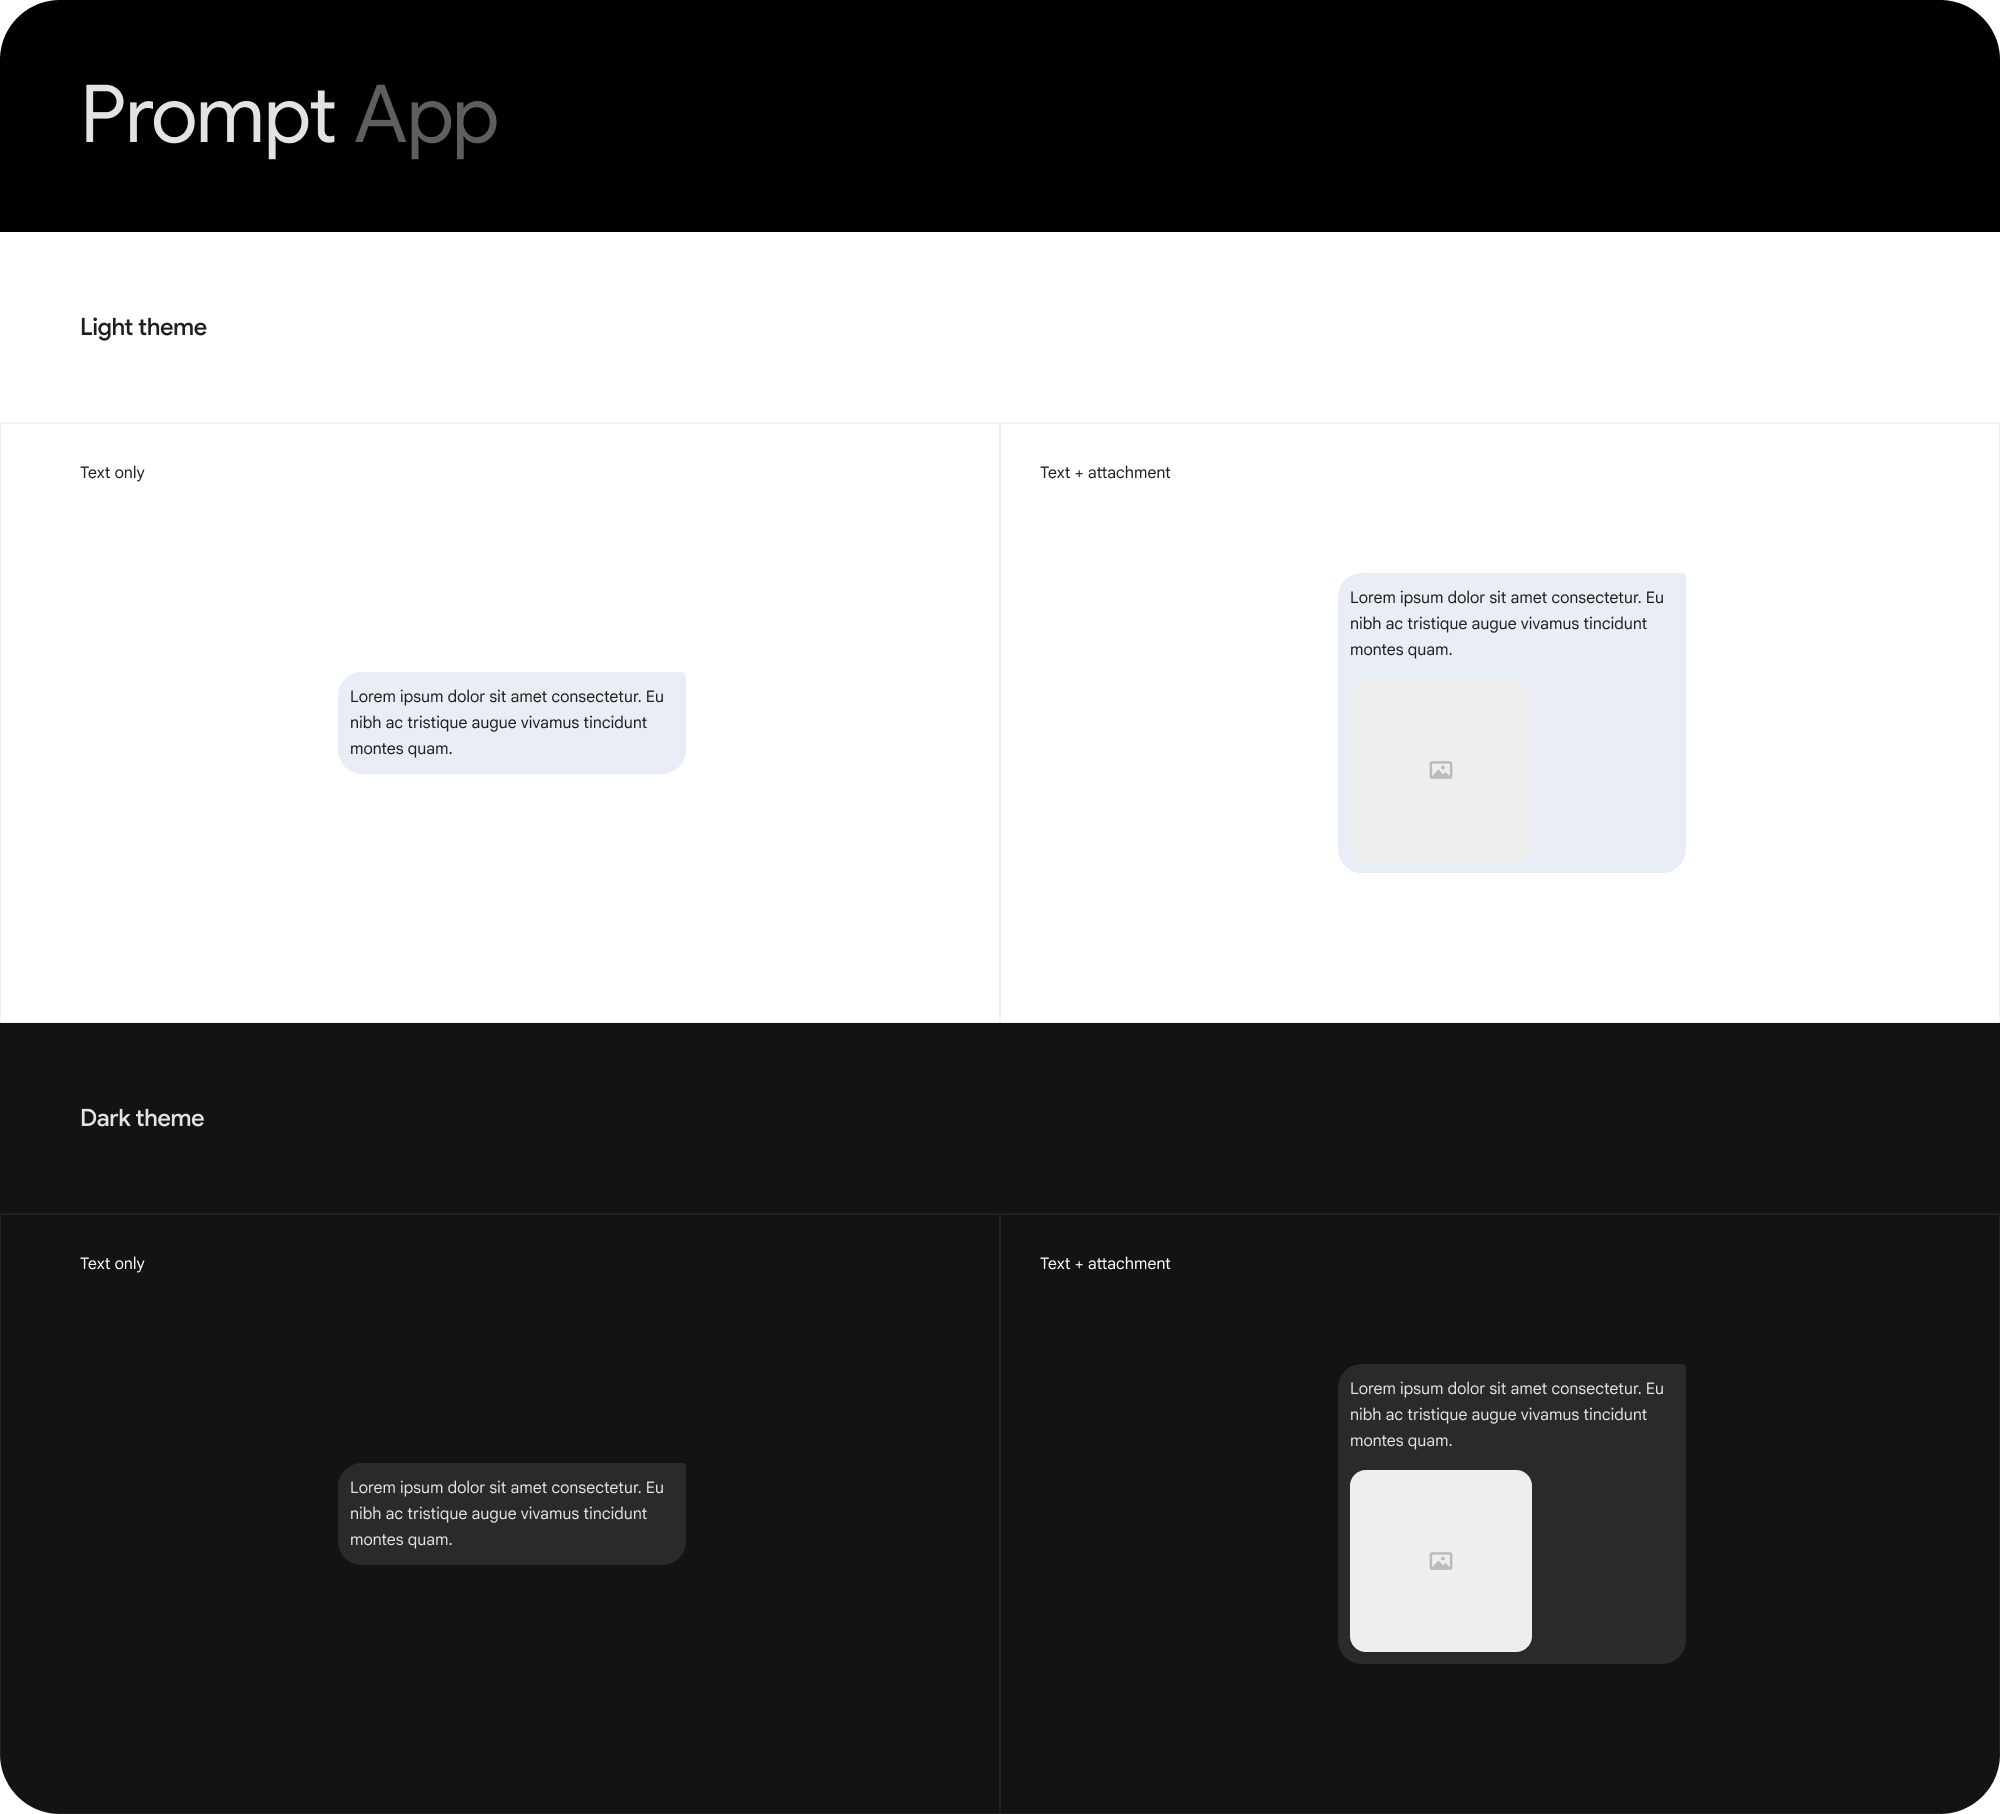 Prompt App
Light theme
Text only
Lorem ipsum dolor sit amet consectetur. Eu
nibh ac tristique augue vivamus tincidunt
montes quam.
Text + attachment
Lorem ipsum dolor sit amet consectetur. Eu
nibh ac tristique augue vivamus tincidunt
montes quam.
Dark theme
Text only
Lorem ipsum dolor sit amet consectetur. Eu
nibh ac tristique augue vivamus tincidunt
montes quam.
Text + attachment
Lorem ipsum dolor sit amet consectetur. Eu
nibh ac tristique augue vivamus tincidunt
montes quam.